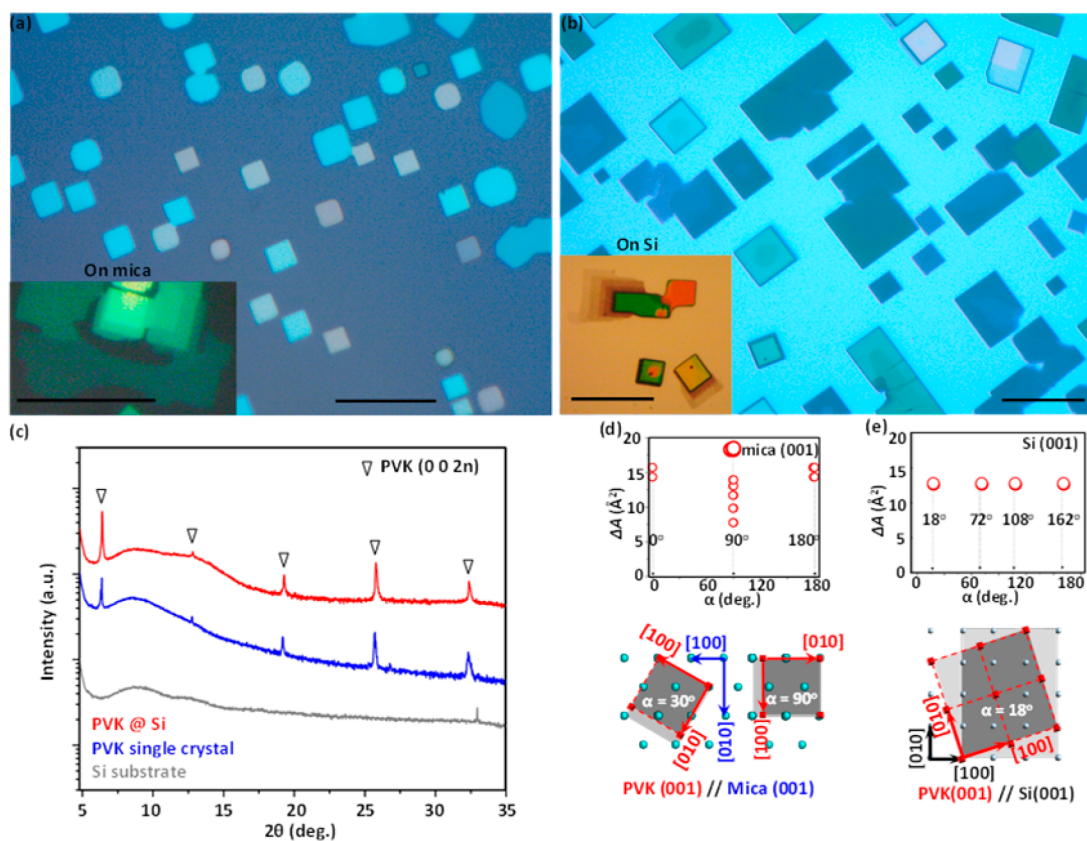 (a)
On mica
(b)
On Si
(c)
▽ PVK (0 0 2n)
Intensity (a.u.)
PVK @ Si
PVK single crystal
Si substrate
5 10 15 20 25 30 35
2θ (deg.)
(d)
mica (001)
20
15
10
5
0
ΔA (Å²)
0° 90° 180°
0 90 180
α (deg.)
[100]
[100]
[010]
α = 30°
α = 90°
[010]
[010]
[100]
PVK (001) // Mica (001)
(e)
Si (001)
20
15
10
5
0
ΔA (Å²)
18° 72° 108° 162°
0 60 120 180
α (deg.)
α = 18°
[010]
[100]
[010]
[100]
PVK(001) // Si(001)